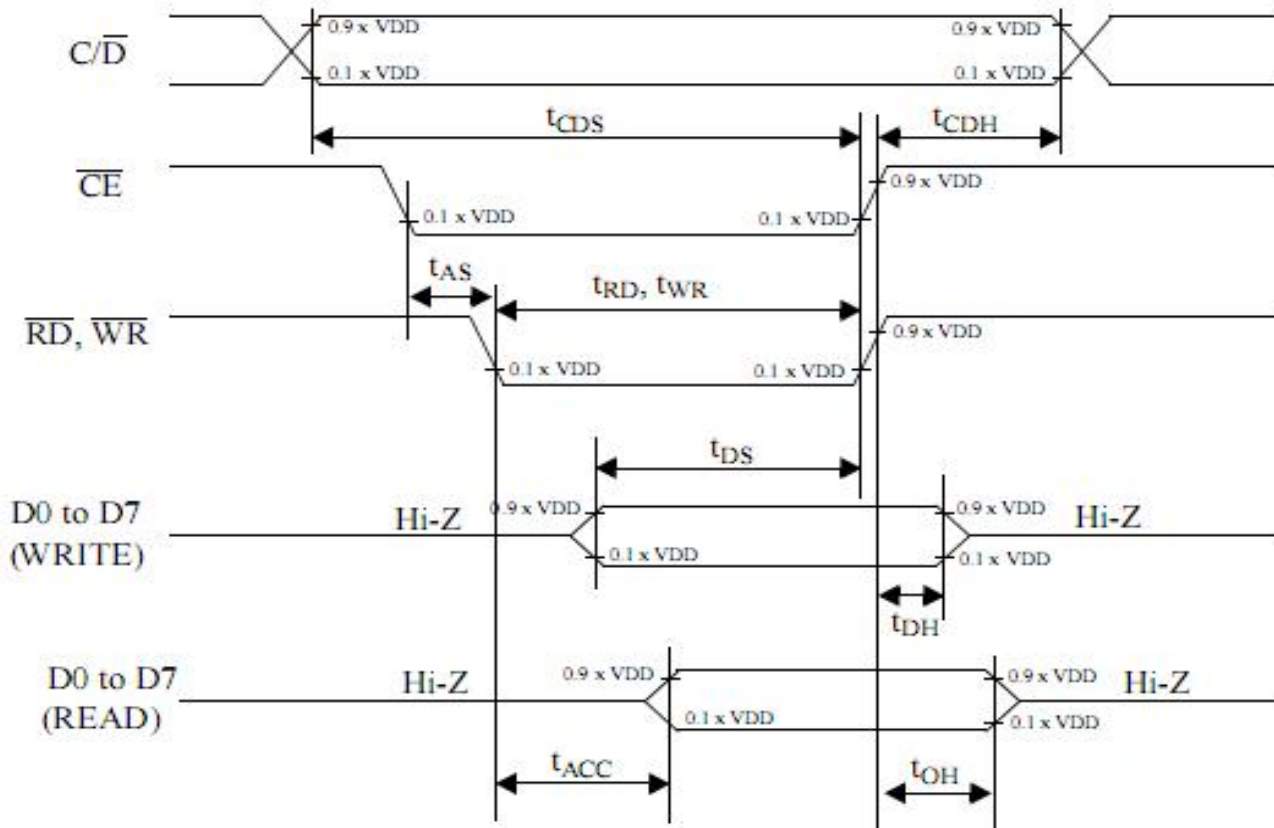 C/D̅
0.9 x VDD
0.9 x VDD
0.1 x VDD
0.1 x VDD
tCDS
tCDH
C̅E̅
0.9 x VDD
0.1 x VDD
0.1 x VDD
tAS
tRD, tWR
R̅D̅, W̅R̅
0.9 x VDD
0.1 x VDD
0.1 x VDD
tDS
D0 to D7
(WRITE)
Hi-Z
0.9 x VDD
0.9 x VDD
Hi-Z
0.1 x VDD
0.1 x VDD
tDH
D0 to D7
(READ)
Hi-Z
0.9 x VDD
0.9 x VDD
Hi-Z
0.1 x VDD
0.1 x VDD
tACC
tOH